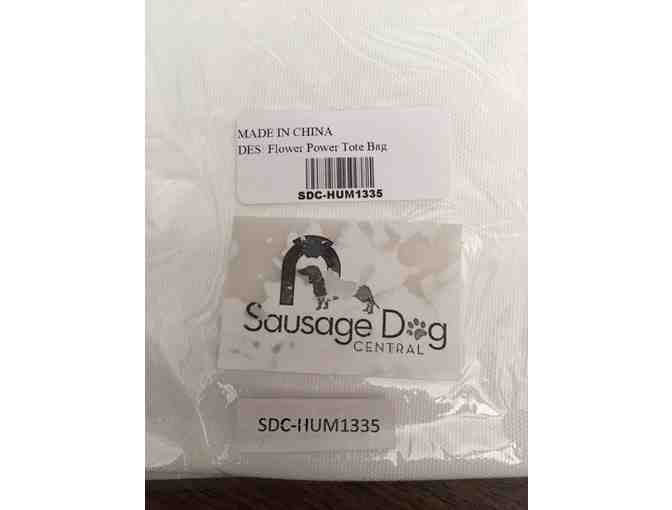 MADE IN CHINA
DES Flower Power Tote Bag
SDC-HUM1335
Sausage Dog
CENTRAL
SDC-HUM1335